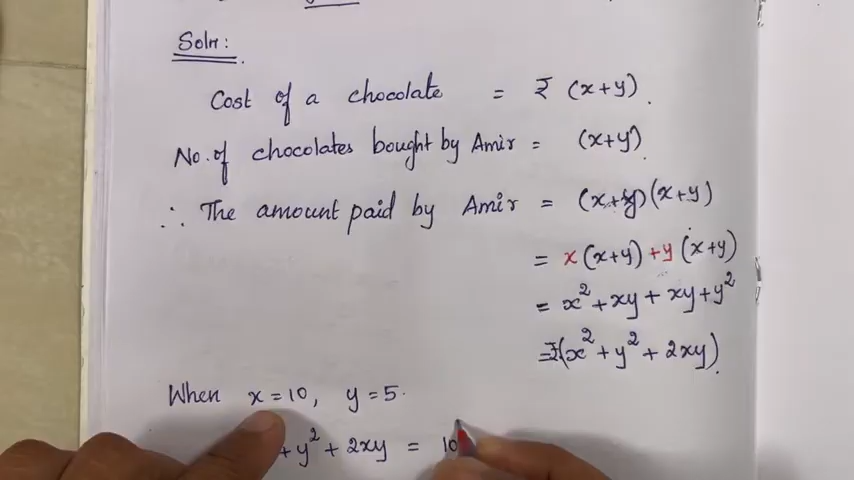 Soln:
Cost of a chocolate = ₹ (x+y).
No. of chocolates bought by Amir = (x+y).
∴ The amount paid by Amir = (x+y)(x+y)
= x(x+y)+y(x+y)
= x²+xy+xy+y²
=₹(x²+y²+2xy).
When x=10, y=5.
+y²+2xy = 10